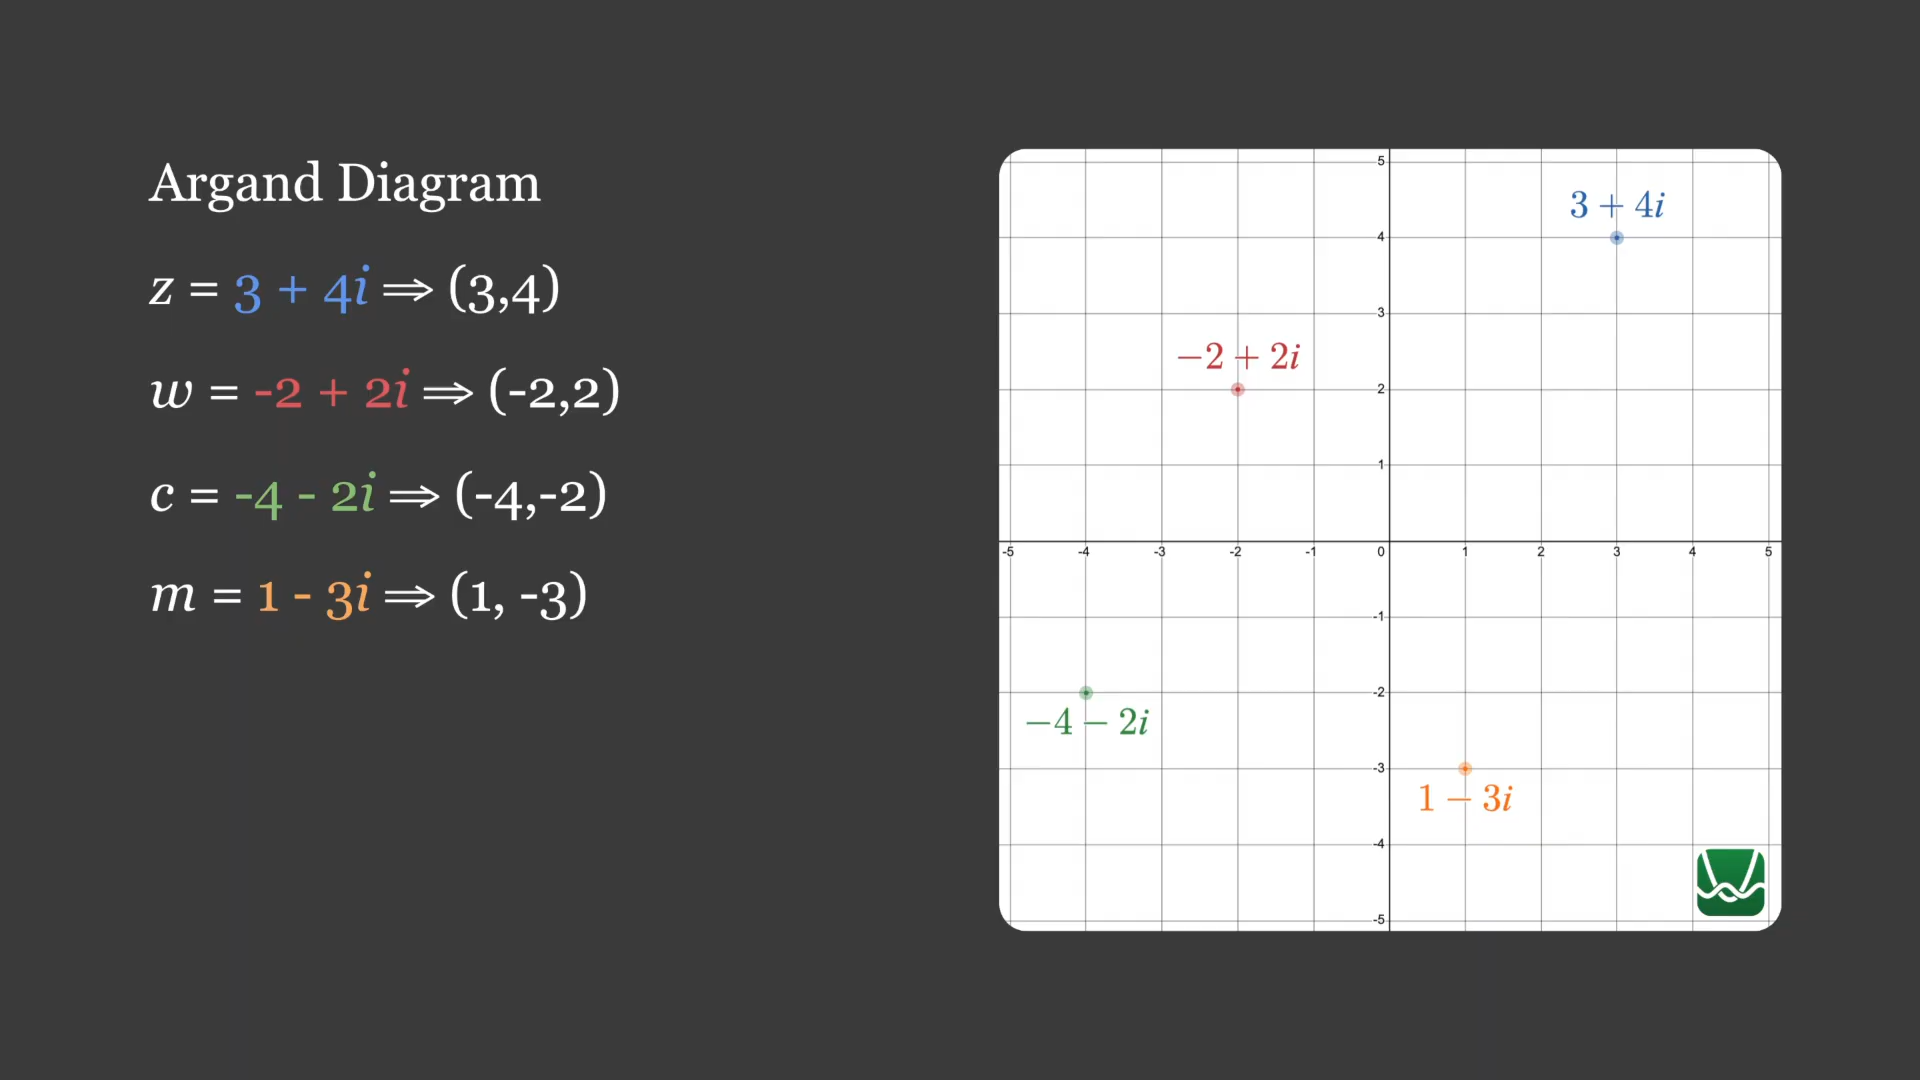 Argand Diagram
z = 3 + 4i ⟹ (3,4)
w = -2 + 2i ⟹ (-2,2)
c = -4 - 2i ⟹ (-4,-2)
m = 1 - 3i ⟹ (1, -3)
5
3 + 4i
4
3
−2 + 2i
2
1
-5 -4 -3 -2 -1 0 1 2 3 4 5
-1
-2
−4 − 2i
-3
1 − 3i
-4
-5